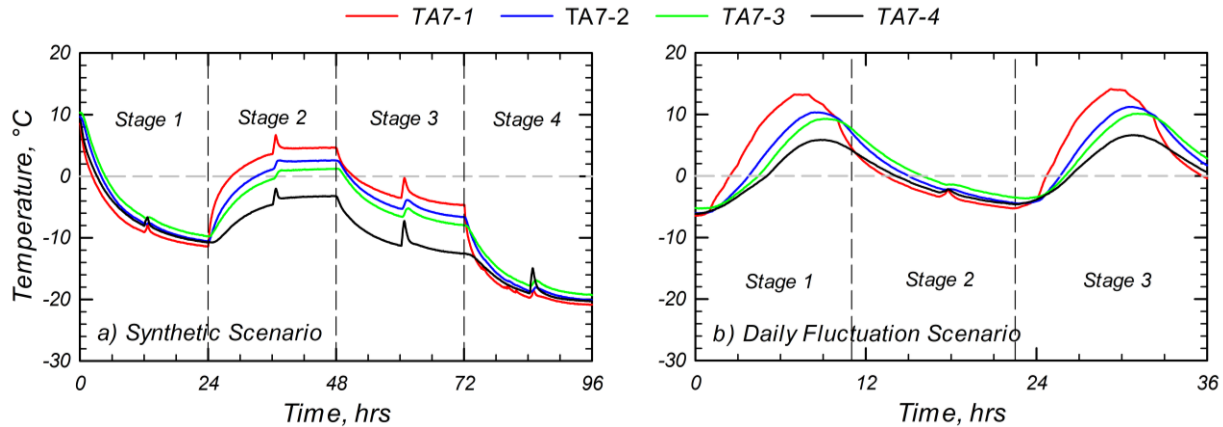 TA7-1 TA7-2 TA7-3 TA7-4
Temperature, °C
20
10
0
-10
-20
-30
Stage 1 Stage 2 Stage 3 Stage 4
a) Synthetic Scenario
0 24 48 72 96
Time, hrs
20
10
0
-10
-20
-30
Stage 1 Stage 2 Stage 3
b) Daily Fluctuation Scenario
0 12 24 36
Time, hrs